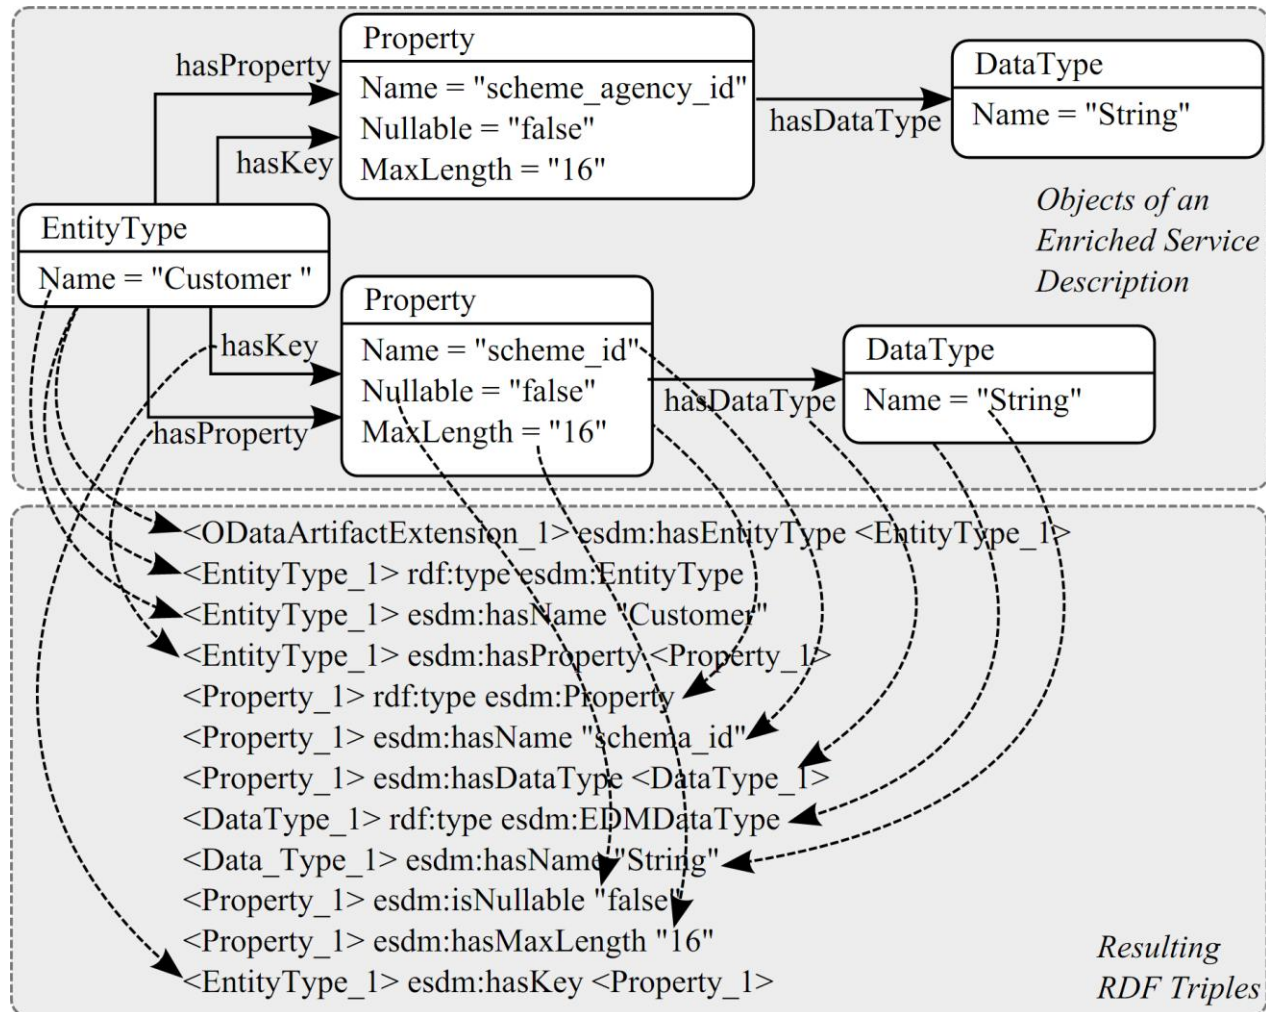 Property
hasProperty
Name = "scheme_agency_id"
Nullable = "false"
hasKey
MaxLength = "16"
hasDataType
DataType
Name = "String"
Objects of an
Enriched Service
Description
EntityType
Name = "Customer "
Property
hasKey
Name = "scheme_id"
Nullable = "false"
hasProperty
MaxLength = "16"
hasDataType
DataType
Name = "String"
<ODataArtifactExtension_1> esdm:hasEntityType <EntityType_1>
<EntityType_1> rdf:type esdm:EntityType
<EntityType_1> esdm:hasName "Customer"
<EntityType_1> esdm:hasProperty <Property_1>
<Property_1> rdf:type esdm:Property
<Property_1> esdm:hasName "schema_id"
<Property_1> esdm:hasDataType <DataType_1>
<DataType_1> rdf:type esdm:EDMDataType
<Data_Type_1> esdm:hasName "String"
<Property_1> esdm:isNullable "false"
<Property_1> esdm:hasMaxLength "16"
<EntityType_1> esdm:hasKey <Property_1>
Resulting
RDF Triples